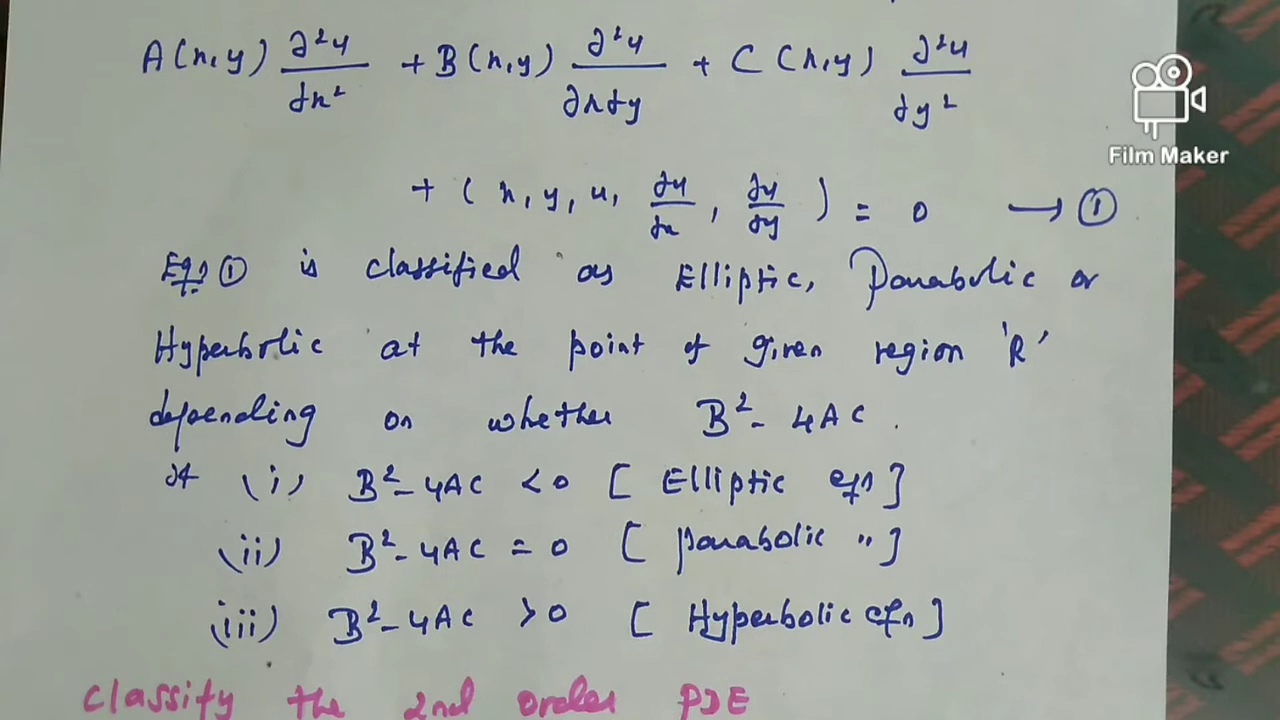 A(x,y) ∂²u/∂x² + B(x,y) ∂²u/∂x∂y + C(x,y) ∂²u/∂y²
Film Maker
+ (x, y, u, ∂u/∂x, ∂u/∂y) = 0 → ①
Eqn ① is classified as Elliptic, Parabolic or
Hyperbolic at the point of given region 'R'
depending on whether B² - 4AC.
If (i) B² - 4AC < 0 [ Elliptic eqn ]
(ii) B² - 4AC = 0 [ parabolic " ]
(iii) B² - 4AC > 0 [ Hyperbolic eqn ]
classify the 2nd order PDE